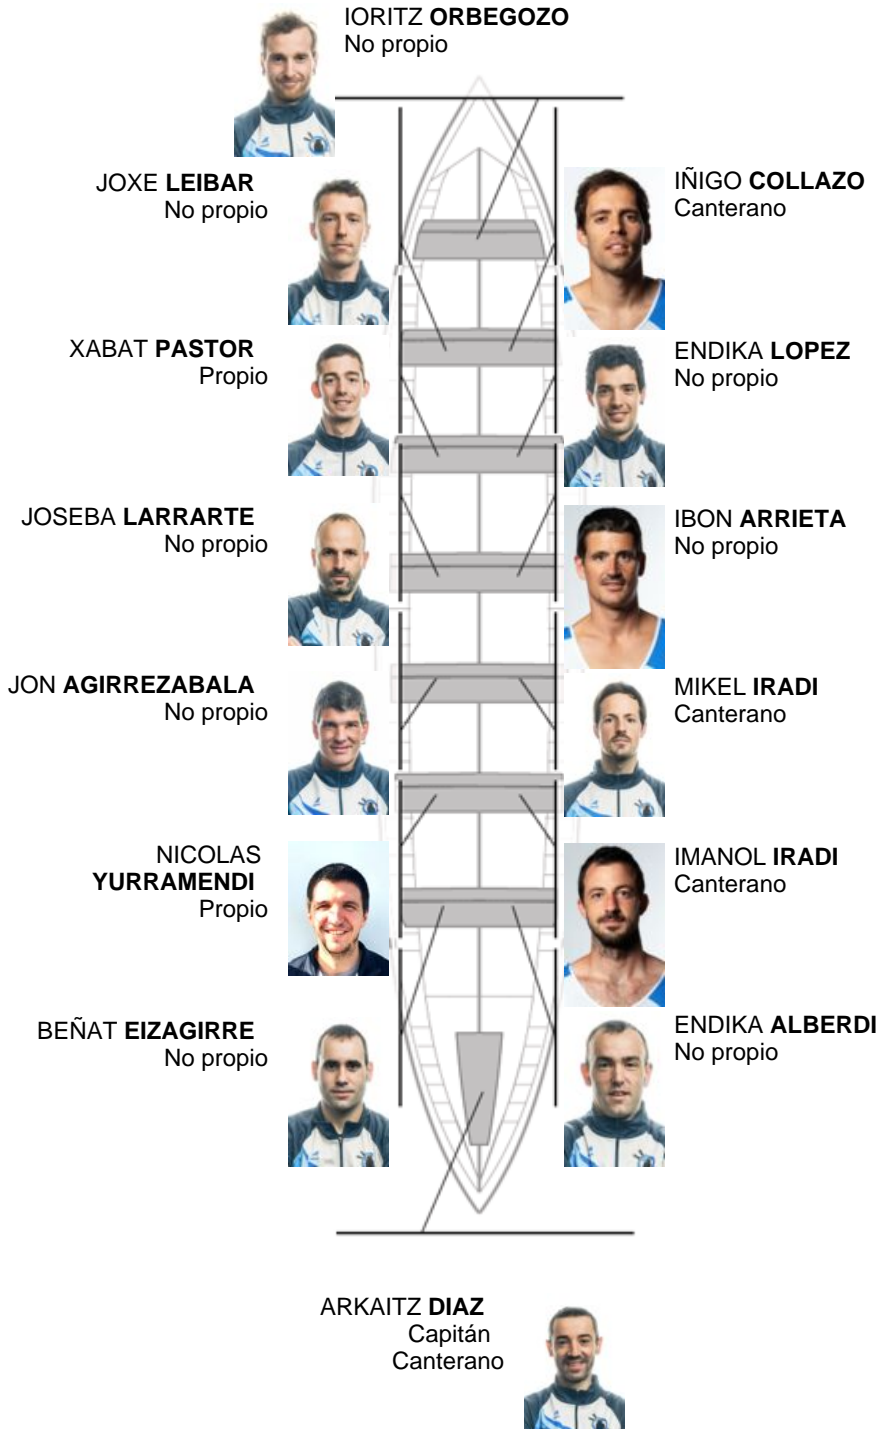 IORITZ ORBEGOZO
No propio
JOXE LEIBAR
No propio
IÑIGO COLLAZO
Canterano
XABAT PASTOR
Propio
ENDIKA LOPEZ
No propio
JOSEBA LARRARTE
No propio
IBON ARRIETA
No propio
JON AGIRREZABALA
No propio
MIKEL IRADI
Canterano
NICOLAS
YURRAMENDI
Propio
IMANOL IRADI
Canterano
BEÑAT EIZAGIRRE
No propio
ENDIKA ALBERDI
No propio
ARKAITZ DIAZ
Capitán
Canterano